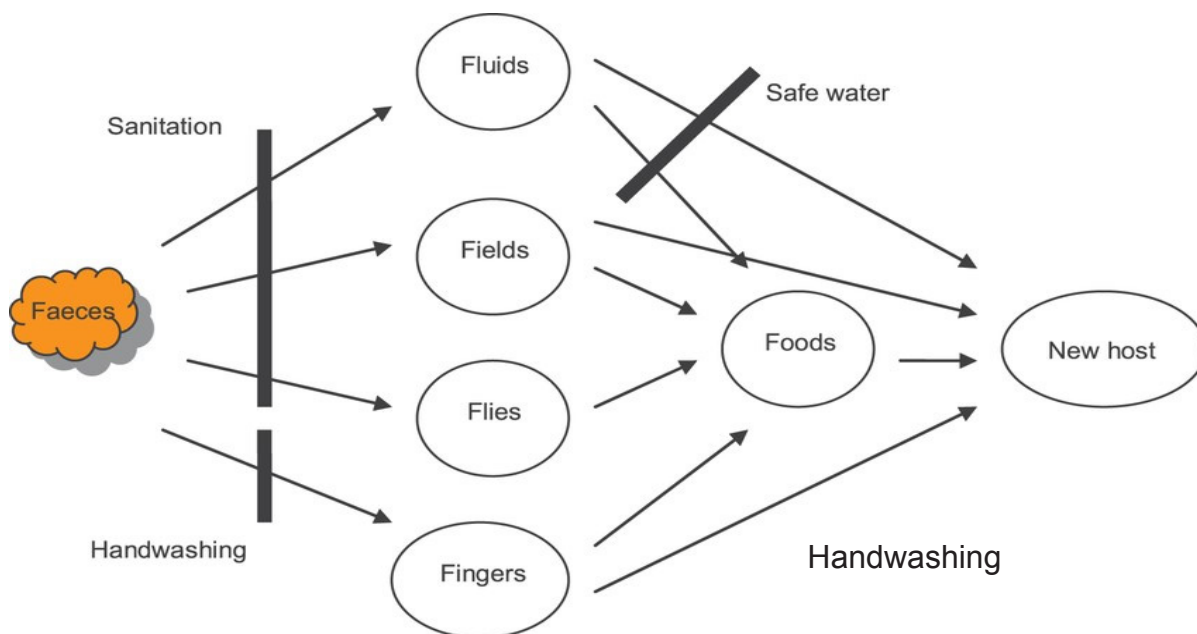 Fluids
Safe water
Sanitation
Fields
Faeces
Foods
New host
Flies
Handwashing
Handwashing
Fingers